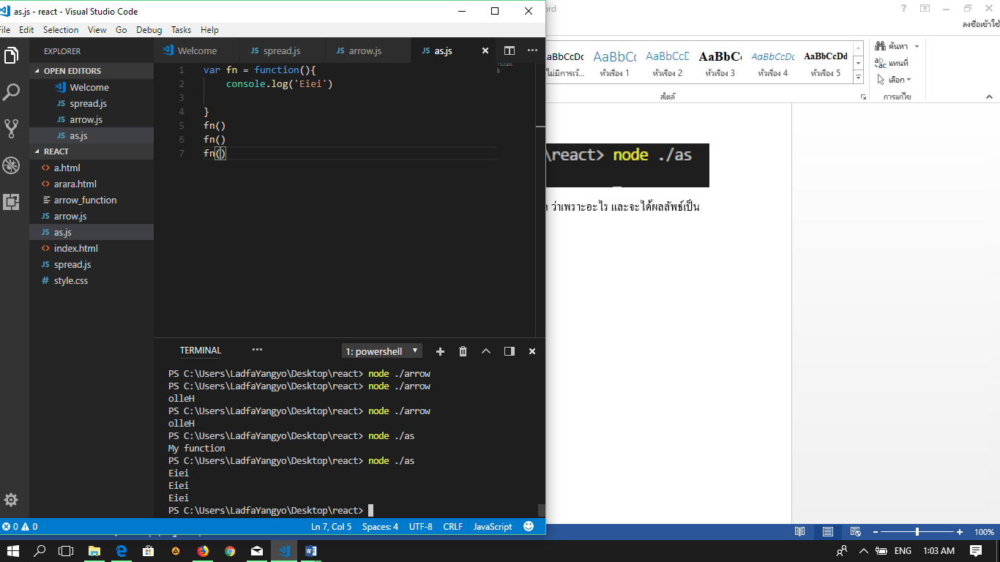 as.js - react - Visual Studio Code
File Edit Selection View Go Debug Tasks Help
EXPLORER
OPEN EDITORS
Welcome
JS spread.js
JS arrow.js
JS as.js
REACT
<> a.html
<> arara.html
arrow_function
JS arrow.js
JS as.js
<> index.html
JS spread.js
# style.css
Welcome JS spread.js JS arrow.js JS as.js
1 var fn = function(){
2 console.log('Eiei')
3
4 }
5 fn()
6 fn()
7 fn()
TERMINAL ••• 1: powershell
PS C:\Users\LadfaYangyo\Desktop\react> node ./arrow
PS C:\Users\LadfaYangyo\Desktop\react> node ./arrow
olleH
PS C:\Users\LadfaYangyo\Desktop\react> node ./arrow
olleH
PS C:\Users\LadfaYangyo\Desktop\react> node ./as
My function
PS C:\Users\LadfaYangyo\Desktop\react> node ./as
Eiei
Eiei
Eiei
PS C:\Users\LadfaYangyo\Desktop\react>
0 0 Ln 7, Col 5 Spaces: 4 UTF-8 CRLF JavaScript
ord
ลงชื่อเข้าใช้
AaBbCcDc AaBbC AaBbCcD AaBbC AaBbCcDc AaBbCcDd
ไม่มีการเว้... หัวเรื่อง 1 หัวเรื่อง 2 หัวเรื่อง 3 หัวเรื่อง 4 หัวเรื่อง 5
สไตล์
ค้นหา
แทนที่
เลือก
การแก้ไข
\react> node ./as
ว่าเพราะอะไร และจะได้ผลลัพธ์เป็น
100%
ENG 1:03 AM